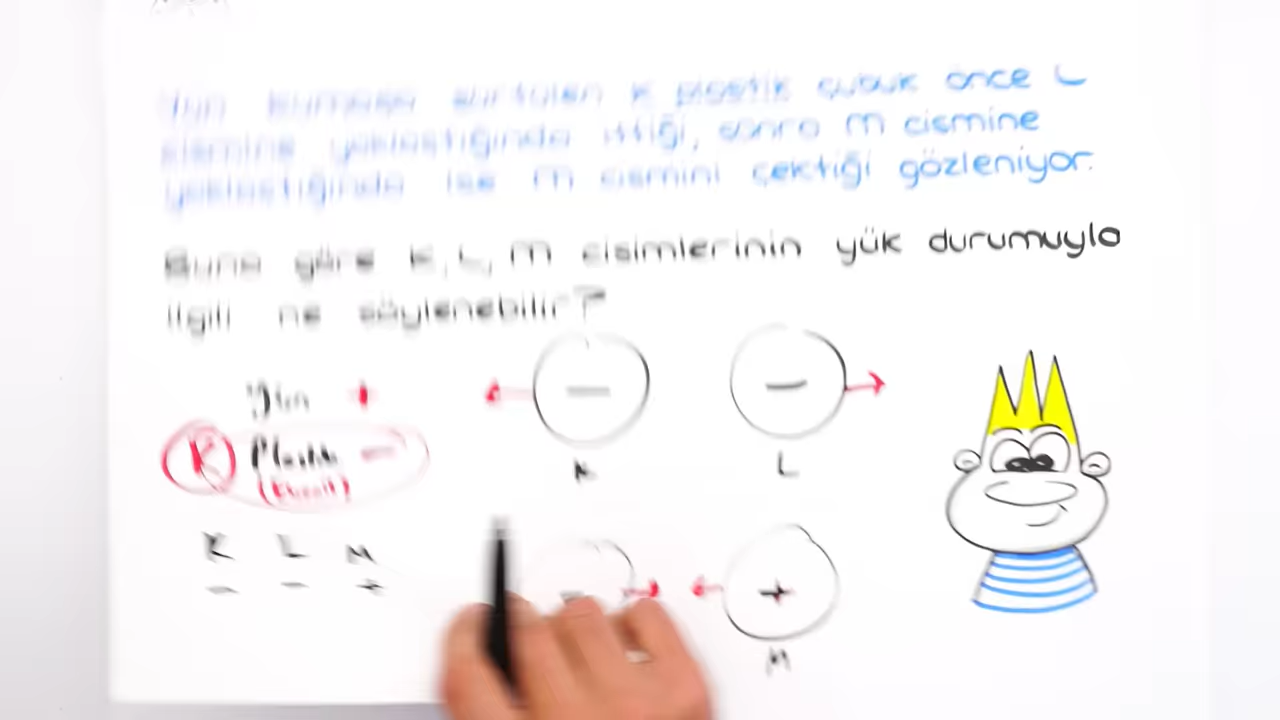 Yün kumaşa sürtülen K plastik çubuk önce L
cismine yaklaştığında ittiği, sonra M cismine
yaklaştığında ise M cismini çektiği gözleniyor.
Buna göre K, L, M cisimlerinin yük durumuyla
ilgili ne söylenebilir?
Yün +
K Plastik -
(Ebonit)
- -
K L
K L M
- - +
- +
M